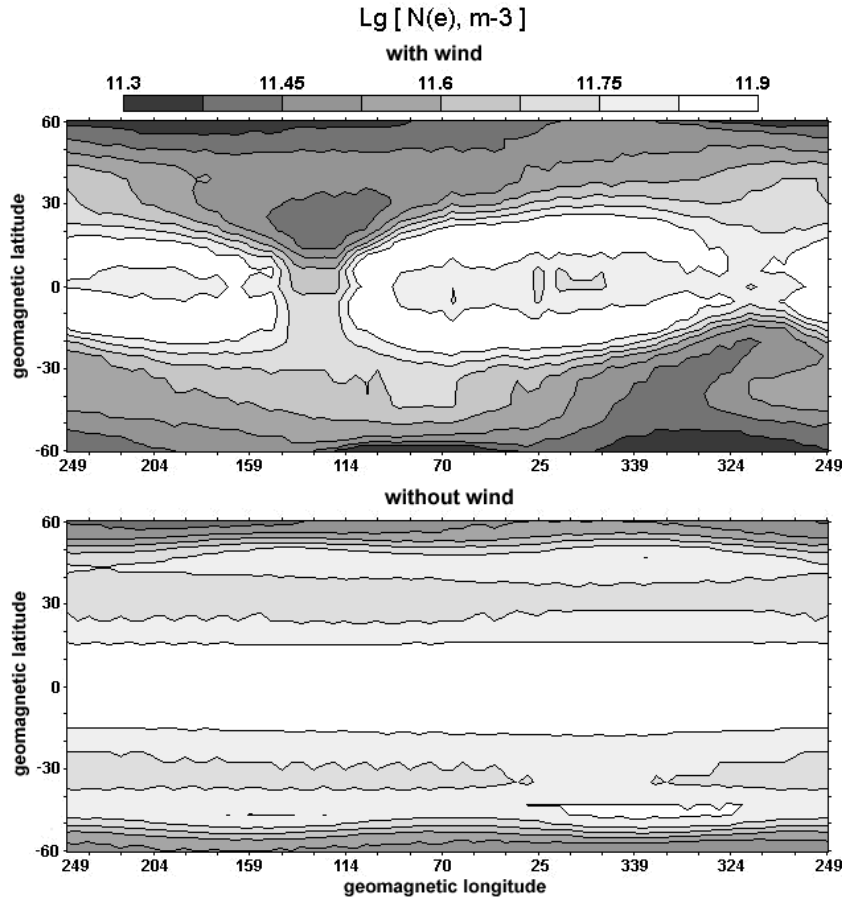 Lg [ N(e), m-3 ]
with wind
11.3 11.45 11.6 11.75 11.9
60
30
0
-30
-60
geomagnetic latitude
249 204 159 114 70 25 339 324 249
without wind
60
30
0
-30
-60
geomagnetic latitude
249 204 159 114 70 25 339 324 249
geomagnetic longitude